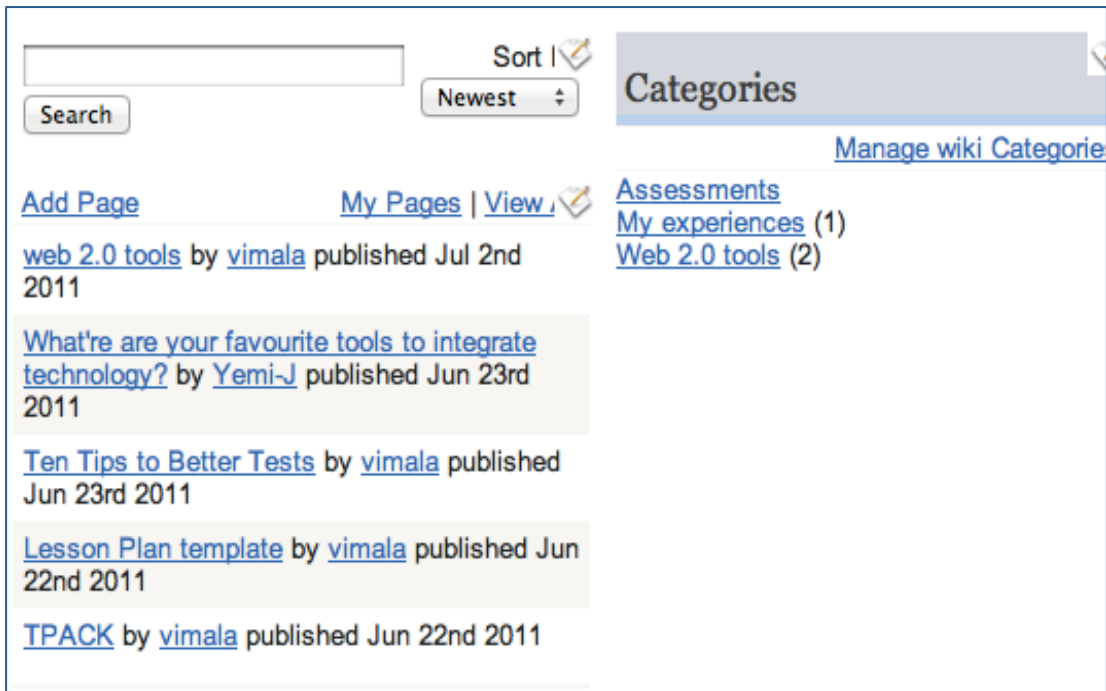 Sort
Newest
Search
Add Page
My Pages | View
web 2.0 tools by vimala published Jul 2nd
2011
What're are your favourite tools to integrate
technology? by Yemi-J published Jun 23rd
2011
Ten Tips to Better Tests by vimala published
Jun 23rd 2011
Lesson Plan template by vimala published Jun
22nd 2011
TPACK by vimala published Jun 22nd 2011
Categories
Manage wiki Categories
Assessments
My experiences (1)
Web 2.0 tools (2)